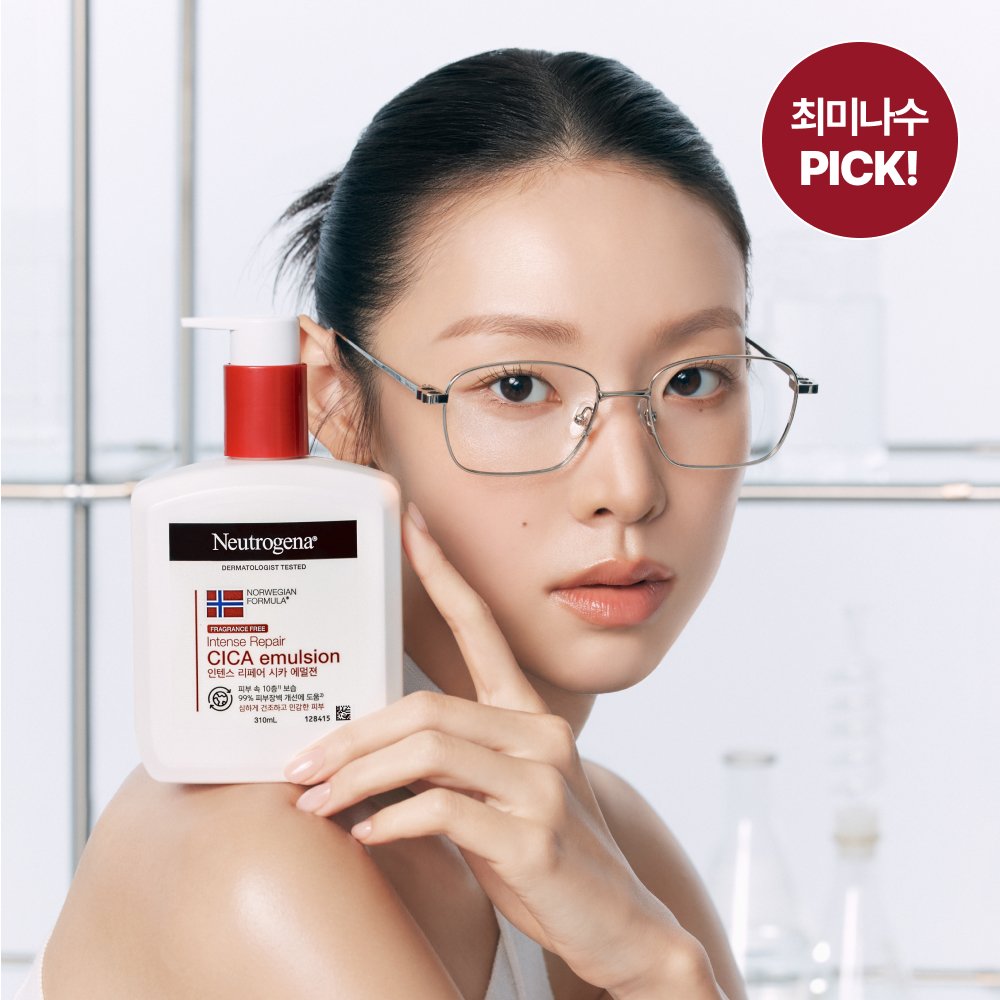 최미나수
PICK!
Neutrogena®
DERMATOLOGIST TESTED
NORWEGIAN
FORMULA®
FRAGRANCE FREE
Intense Repair
CICA emulsion
인텐스 리페어 시카 에멀전
피부 속 10층¹⁾ 보습
99% 피부장벽 개선에 도움²⁾
심하게 건조하고 민감한 피부
310mL
128415